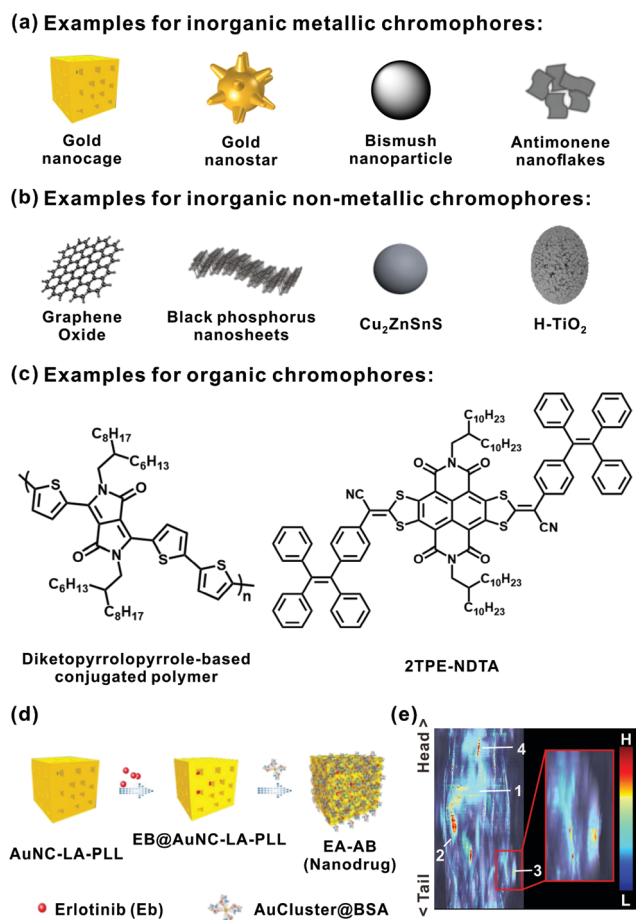 (a) Examples for inorganic metallic chromophores:
Gold nanocage
Gold nanostar
Bismush nanoparticle
Antimonene nanoflakes
(b) Examples for inorganic non-metallic chromophores:
Graphene Oxide
Black phosphorus nanosheets
Cu₂ZnSnS
H-TiO₂
(c) Examples for organic chromophores:
C₈H₁₇
C₆H₁₃
N
O
S
O
N
S
S
n
C₆H₁₃
C₈H₁₇
Diketopyrrolopyrrole-based conjugated polymer
C₁₀H₂₃
C₁₀H₂₃
O
N
O
NC
S
S
S
S
CN
O
N
O
C₁₀H₂₃
C₁₀H₂₃
2TPE-NDTA
(d)
AuNC-LA-PLL
EB@AuNC-LA-PLL
EA-AB (Nanodrug)
Erlotinib (Eb)
AuCluster@BSA
(e)
< Tail
Head >
4
1
2
3
H
L